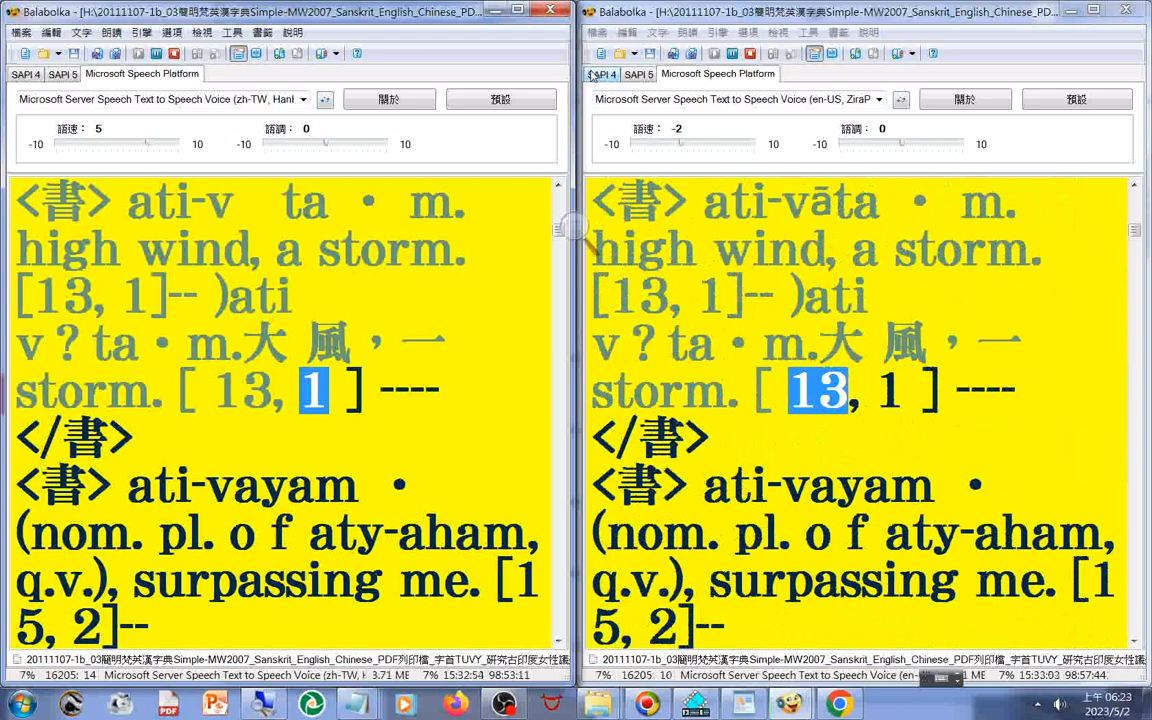 Balabolka - [H:\20111107-1b_03簡明梵英漢字典Simple-MW2007_Sanskrit_English_Chinese_PD...
檔案 編輯 文字 朗讀 引擎 選項 檢視 工具 書籤 說明
SAPI 4 SAPI 5 Microsoft Speech Platform
Microsoft Server Speech Text to Speech Voice (zh-TW, Hanl
關於
預設
語速： 5
語調： 0
-10 10 -10 10
<書> ati-v ta • m.
high wind, a storm.
[13, 1]-- )ati
v？ta•m.大 風，一
storm. [ 13, 1 ] ----
</書>
<書> ati-vayam •
(nom. pl. o f aty-aham,
q.v.), surpassing me. [1
5, 2]--
20111107-1b_03簡明梵英漢字典Simple-MW2007_Sanskrit_English_Chinese_PDF列印檔_字首TUVY_研究古印度女性議
7% 16205: 14 Microsoft Server Speech Text to Speech Voice (zh-TW, H 3.71 ME 7% 15:32:54 98:53:11
Balabolka - [H:\20111107-1b_03簡明梵英漢字典Simple-MW2007_Sanskrit_English_Chinese_PD...
檔案 編輯 文字 朗讀 引擎 選項 檢視 工具 書籤 說明
SAPI 4 SAPI 5 Microsoft Speech Platform
Microsoft Server Speech Text to Speech Voice (en-US, ZiraP
關於
預設
語速： -2
語調： 0
-10 10 -10 10
<書> ati-vāta • m.
high wind, a storm.
[13, 1]-- )ati
v？ta•m.大 風，一
storm. [ 13, 1 ] ----
</書>
<書> ati-vayam •
(nom. pl. o f aty-aham,
q.v.), surpassing me. [1
5, 2]--
20111107-1b_03簡明梵英漢字典Simple-MW2007_Sanskrit_English_Chinese_PDF列印檔_字首TUVY_研究古印度女性議
7% 16205: 10 Microsoft Server Speech Text to Speech Voice (en-U ME 7% 15:33:03 98:57:44
上午 06:23
2023/5/2